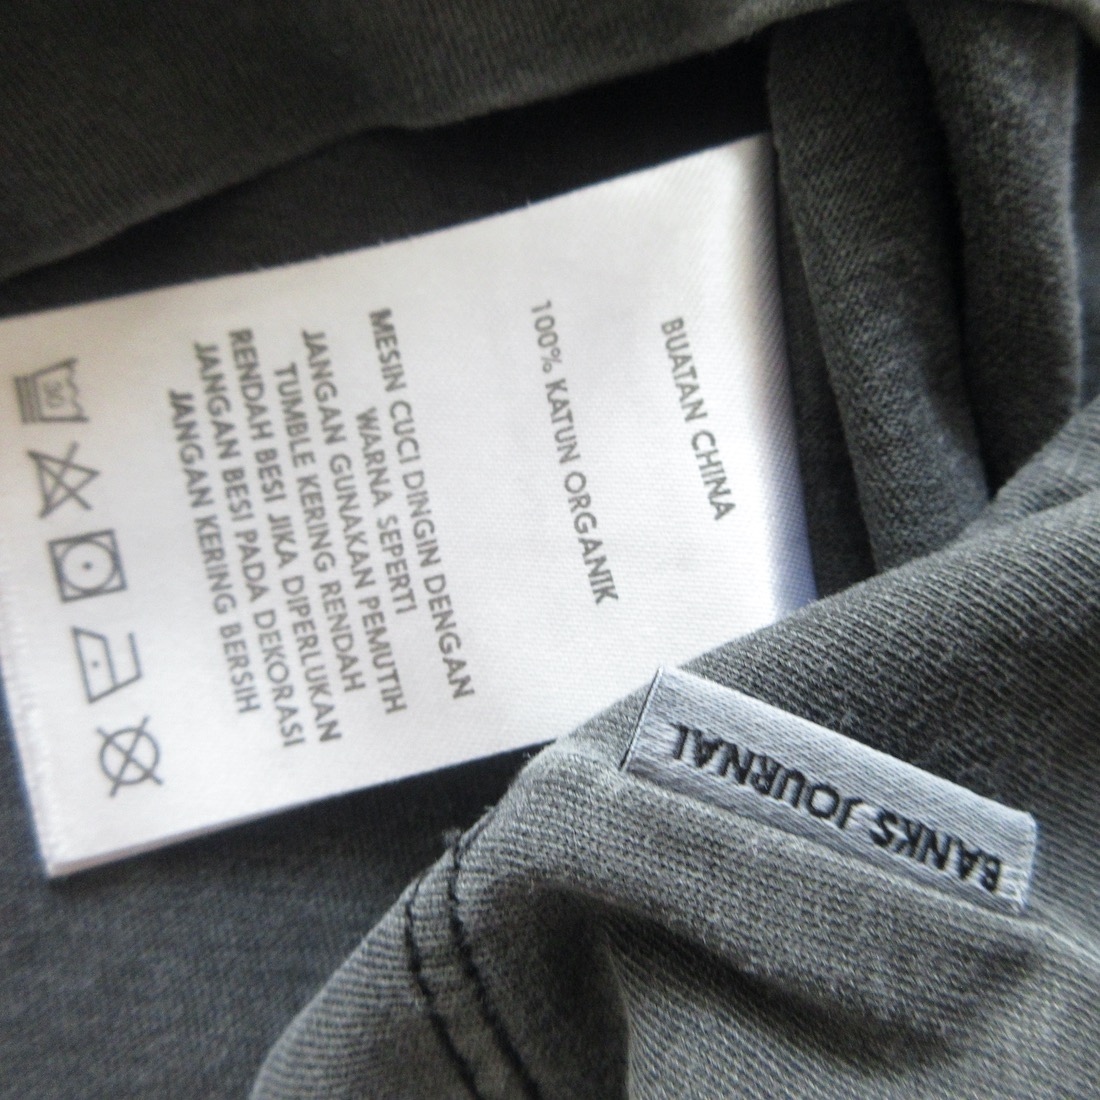 BUATAN CHINA
100% KATUN ORGANIK
MESIN CUCI DINGIN DENGAN
WARNA SEPERTI
JANGAN GUNAKAN PEMUTIH
TUMBLE KERING RENDAH
RENDAH BESI JIKA DIPERLUKAN
JANGAN BESI PADA DEKORASI
JANGAN KERING BERSIH
30
BANKS JOURNAL